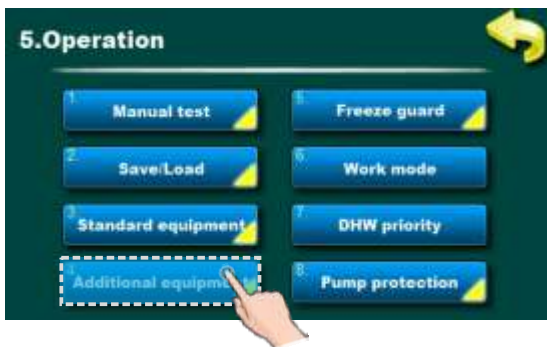 5.Operation
1.
Manual test
2.
Save/Load
3.
Standard equipment
4.
Additional equipment
5.
Freeze guard
6.
Work mode
7.
DHW priority
8.
Pump protection